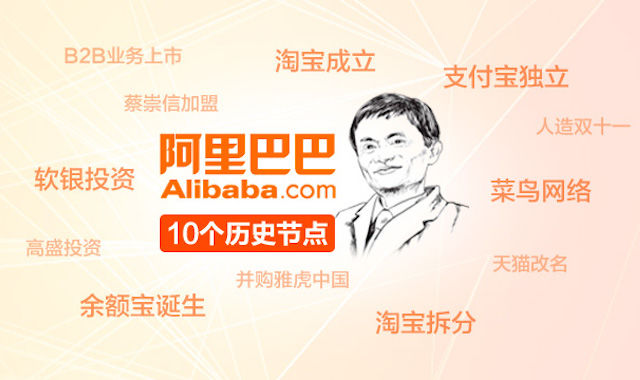 B2B业务上市
淘宝成立
支付宝独立
蔡崇信加盟
人造双十一
阿里巴巴
Alibaba.com
软银投资
菜鸟网络
10个历史节点
高盛投资
天猫改名
并购雅虎中国
余额宝诞生
淘宝拆分